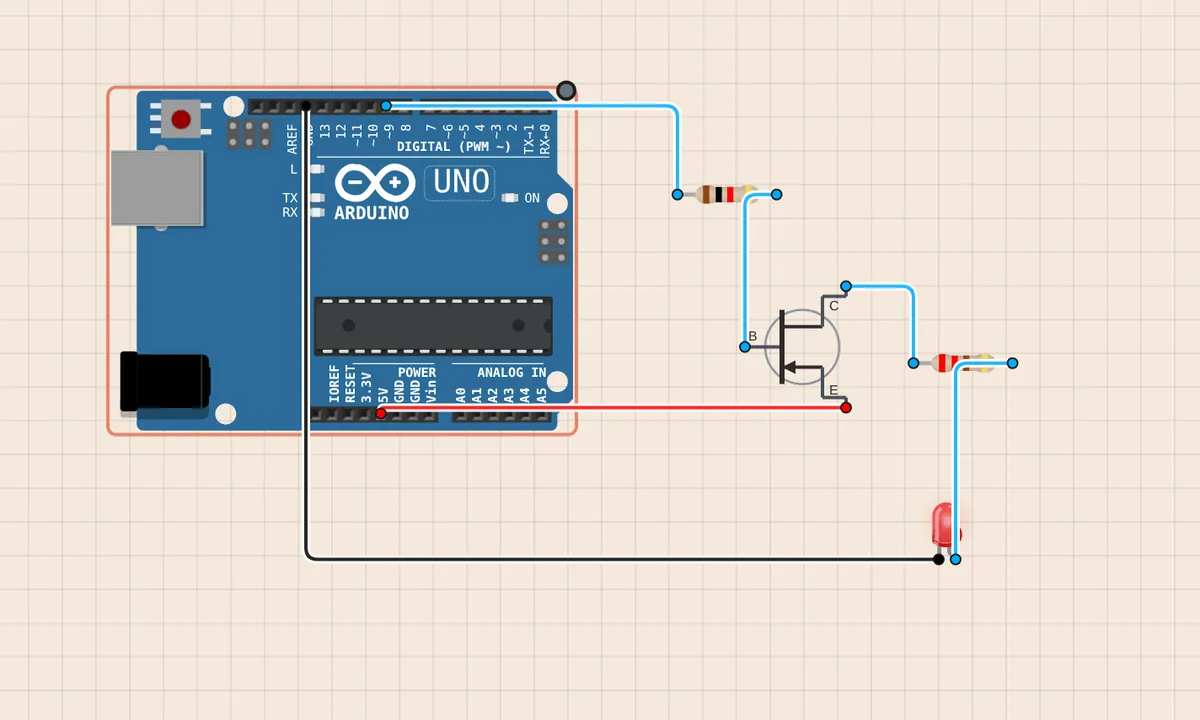 AREF
GND
13
12
~11
~10
~9
8
7
~6
~5
4
~3
2
TX→1
RX←0
DIGITAL (PWM ~)
L
TX
RX
UNO
ON
ARDUINO
C
B
E
POWER
ANALOG IN
IOREF
RESET
3.3V
5V
GND
GND
Vin
A0
A1
A2
A3
A4
A5